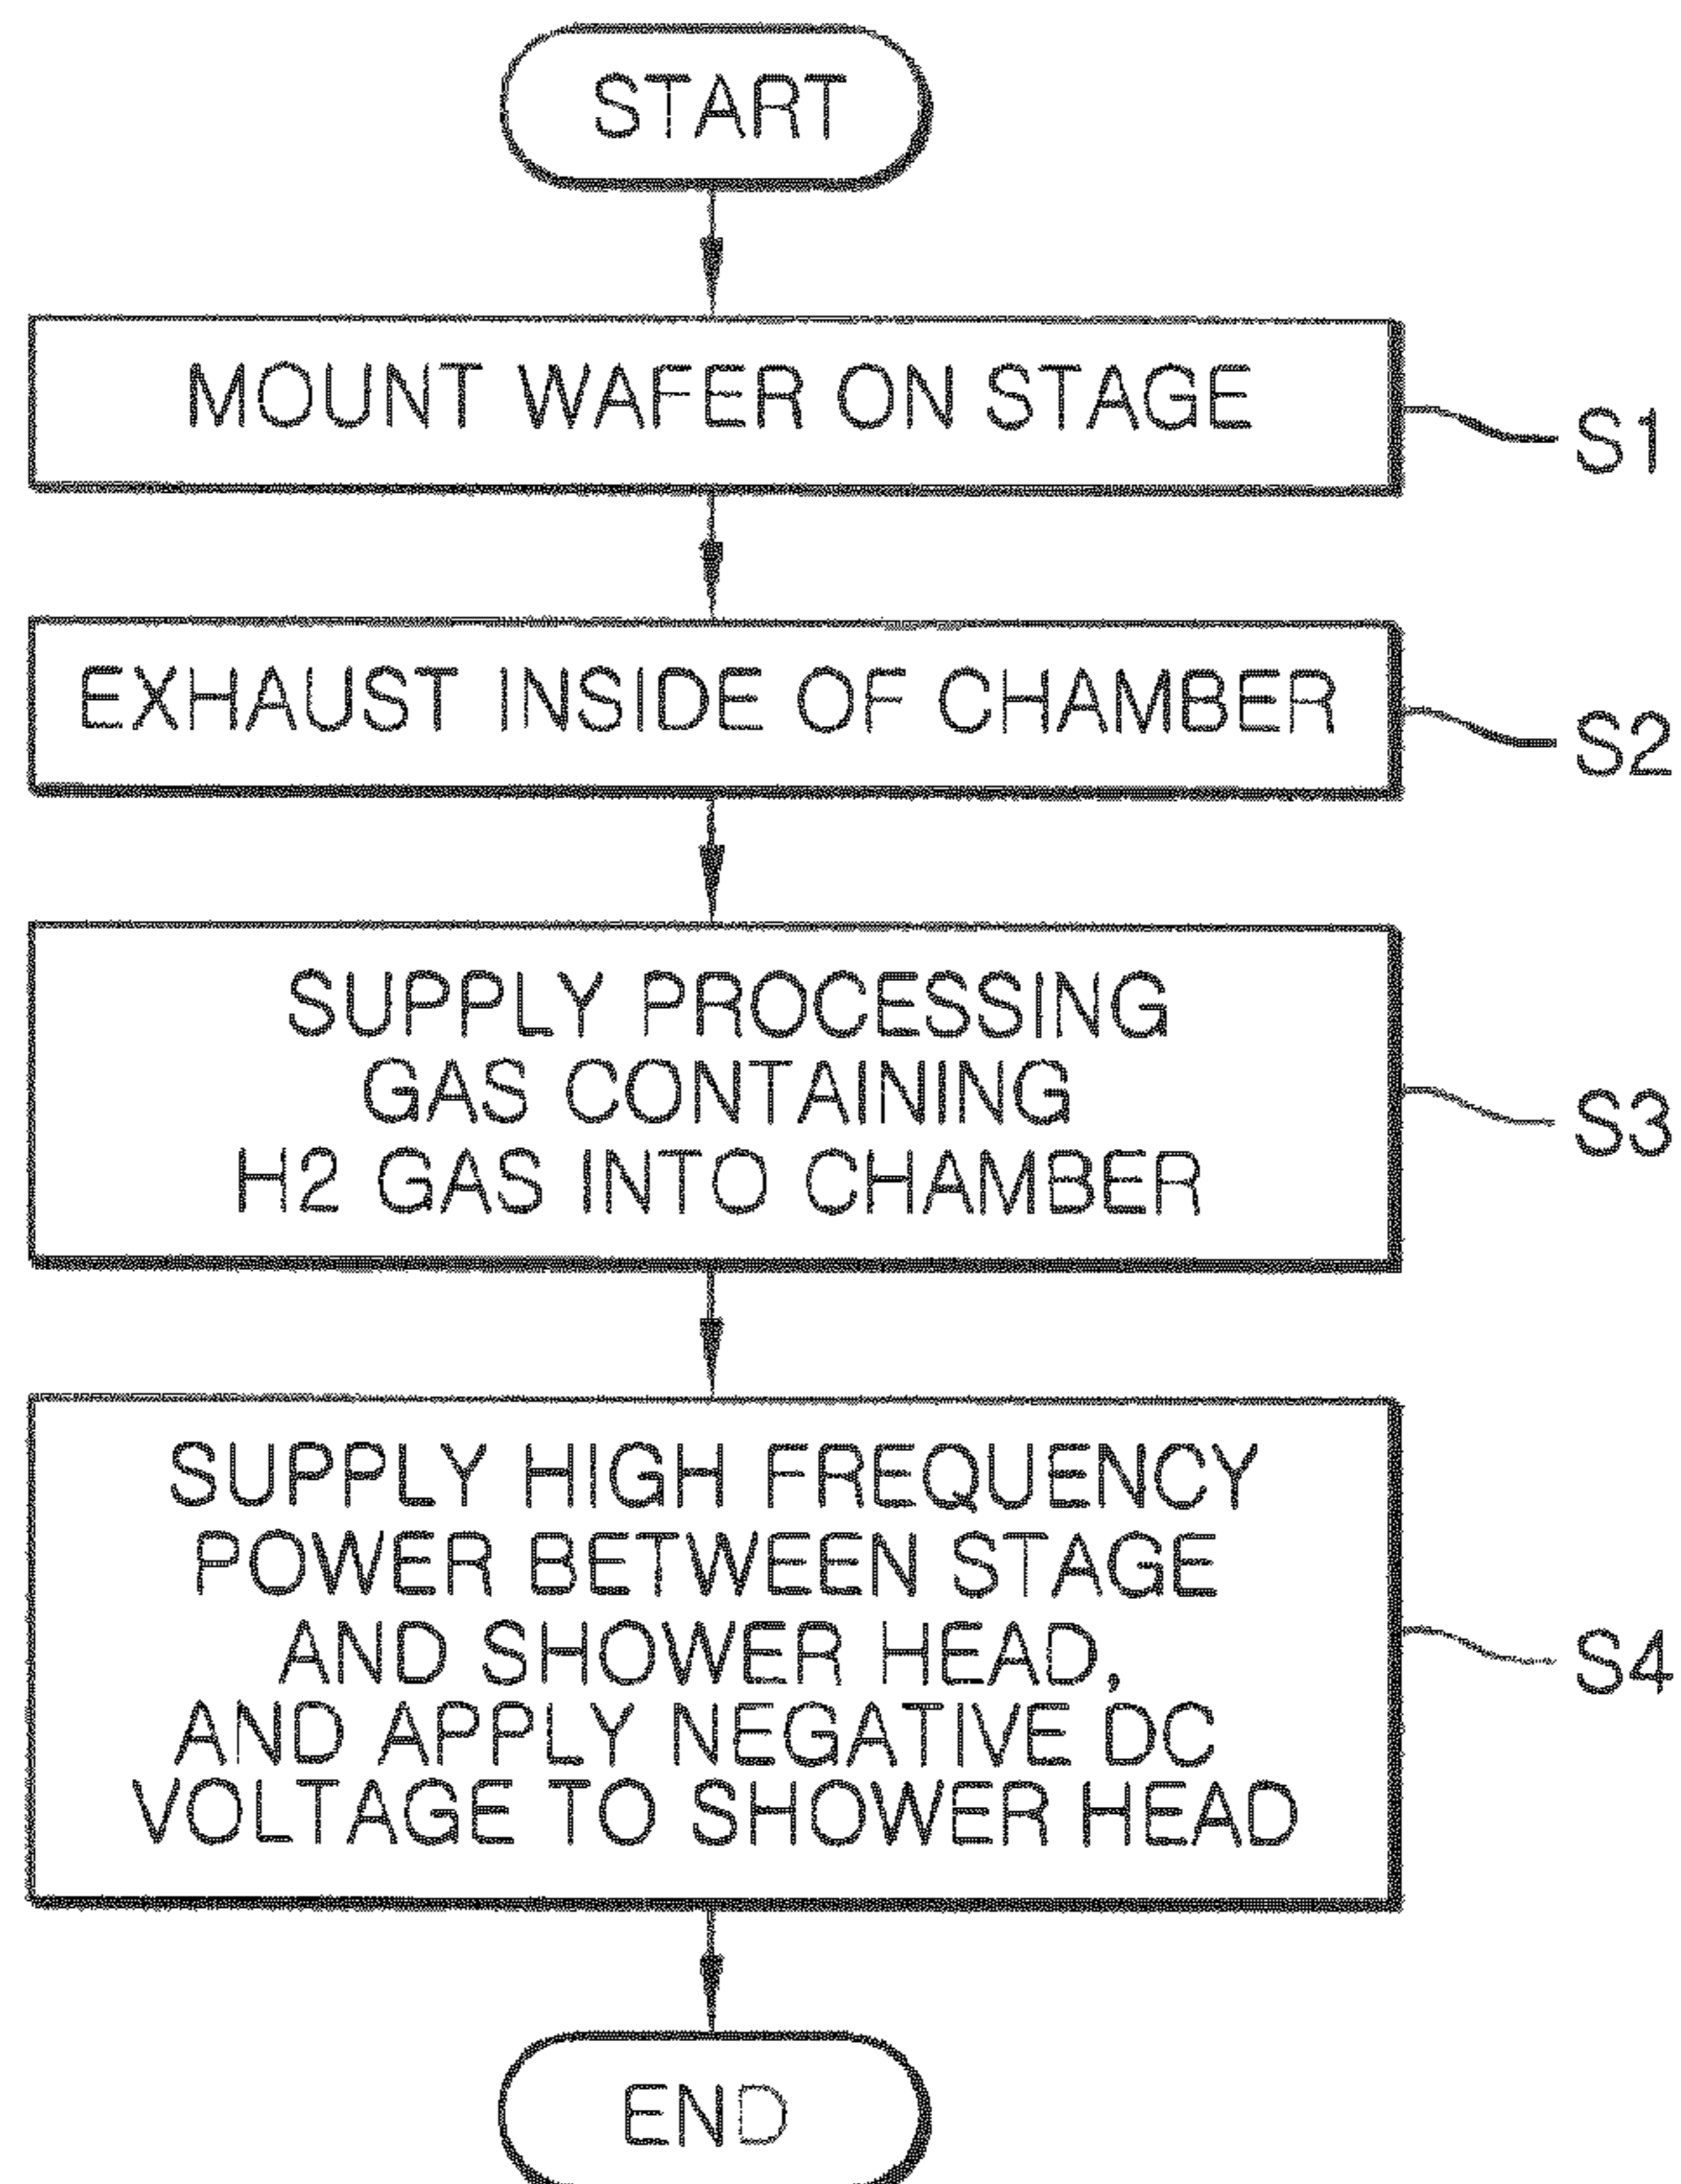 START
MOUNT WAFER ON STAGE
S1
EXHAUST INSIDE OF CHAMBER
S2
SUPPLY PROCESSING
GAS CONTAINING
H2 GAS INTO CHAMBER
S3
SUPPLY HIGH FREQUENCY
POWER BETWEEN STAGE
AND SHOWER HEAD,
AND APPLY NEGATIVE DC
VOLTAGE TO SHOWER HEAD
S4
END